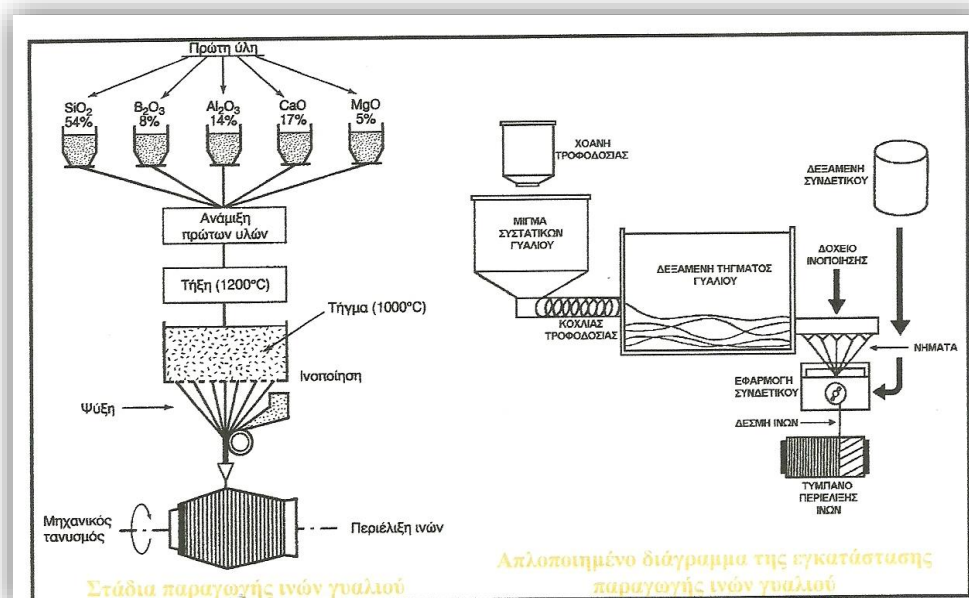 Πρώτη ύλη
SiO₂
54%
B₂O₃
8%
Al₂O₃
14%
CaO
17%
MgO
5%
Ανάμιξη
πρώτων υλών
Τήξη (1200°C)
Τήγμα (1000°C)
Ινοποίηση
Ψύξη
Μηχανικός
τανυσμός
Περιέλιξη ινών
Στάδια παραγωγής ινών γυαλιού
ΧΟΑΝΗ
ΤΡΟΦΟΔΟΣΙΑΣ
ΜΙΓΜΑ
ΣΥΣΤΑΤΙΚΩΝ
ΓΥΑΛΙΟΥ
ΚΟΧΛΙΑΣ
ΤΡΟΦΟΔΟΣΙΑΣ
ΔΕΞΑΜΕΝΗ ΤΗΓΜΑΤΟΣ
ΓΥΑΛΙΟΥ
ΔΕΞΑΜΕΝΗ
ΣΥΝΔΕΤΙΚΟΥ
ΔΟΧΕΙΟ
ΙΝΟΠΟΙΗΣΗΣ
ΝΗΜΑΤΑ
ΕΦΑΡΜΟΓΗ
ΣΥΝΔΕΤΙΚΟΥ
ΔΕΣΜΗ ΙΝΩΝ
ΤΥΜΠΑΝΟ
ΠΕΡΙΕΛΙΞΗΣ
ΙΝΩΝ
Απλοποιημένο διάγραμμα της εγκατάστασης
παραγωγής ινών γυαλιού